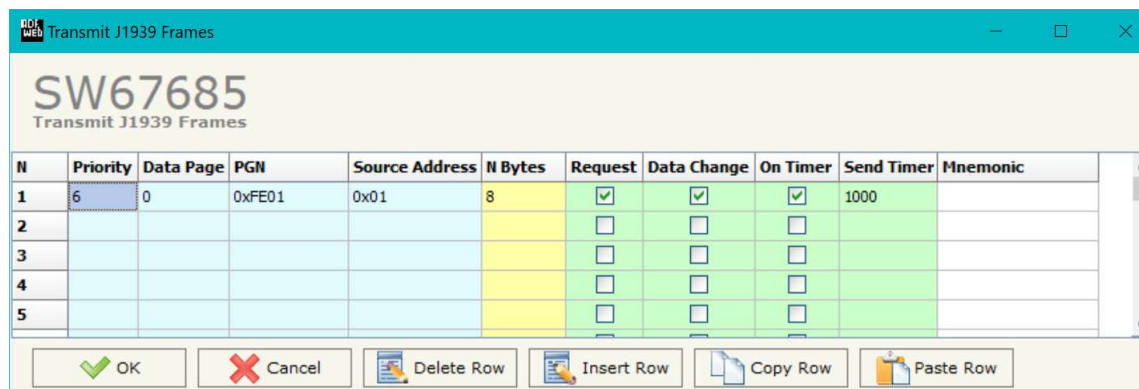 ADF
WEB
Transmit J1939 Frames
SW67685
Transmit J1939 Frames
N Priority Data Page PGN Source Address N Bytes Request Data Change On Timer Send Timer Mnemonic
1 6 0 0xFE01 0x01 8 1000
2
3
4
5
OK Cancel Delete Row Insert Row Copy Row Paste Row